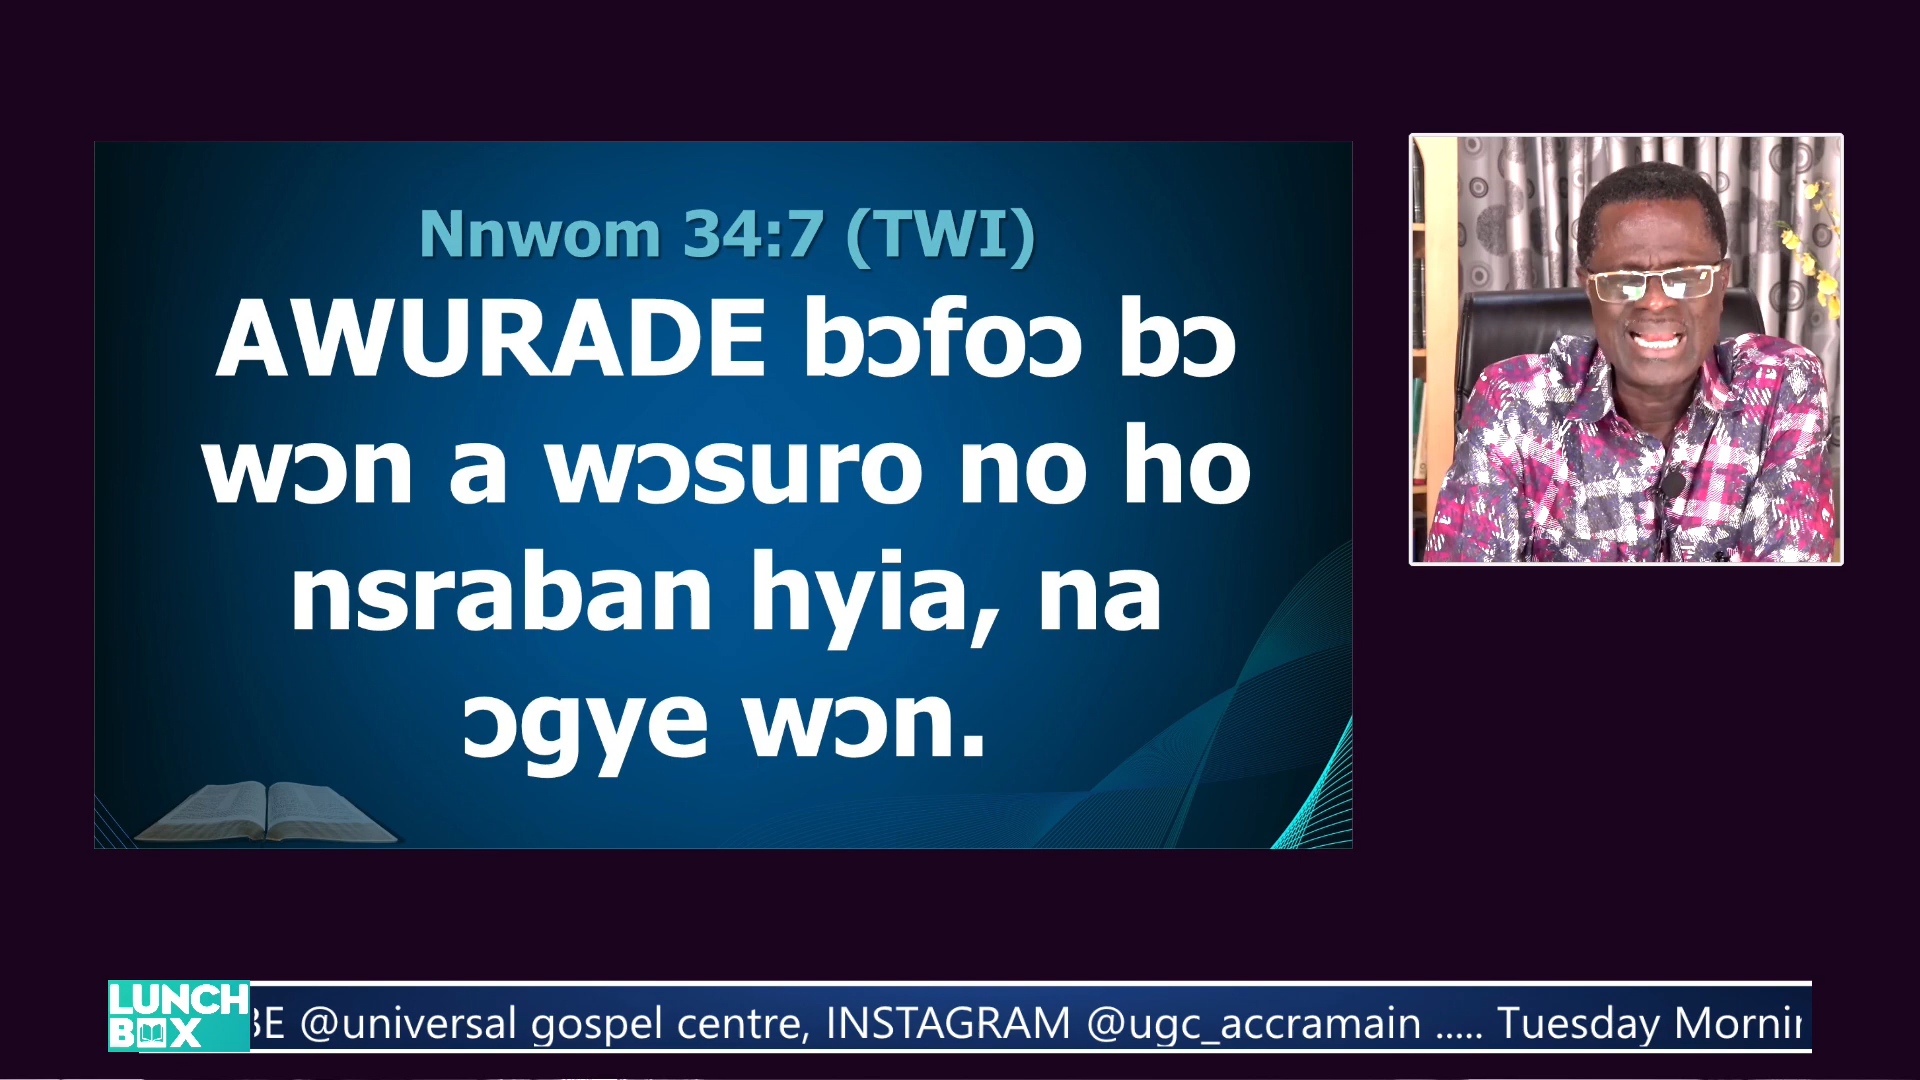 Nnwom 34:7 (TWI)
AWURADE bɔfoɔ bɔ
wɔn a wɔsuro no ho
nsraban hyia, na
ɔgye wɔn.
LUNCH
BOX
@universal gospel centre, INSTAGRAM @ugc_accramain ..... Tuesday